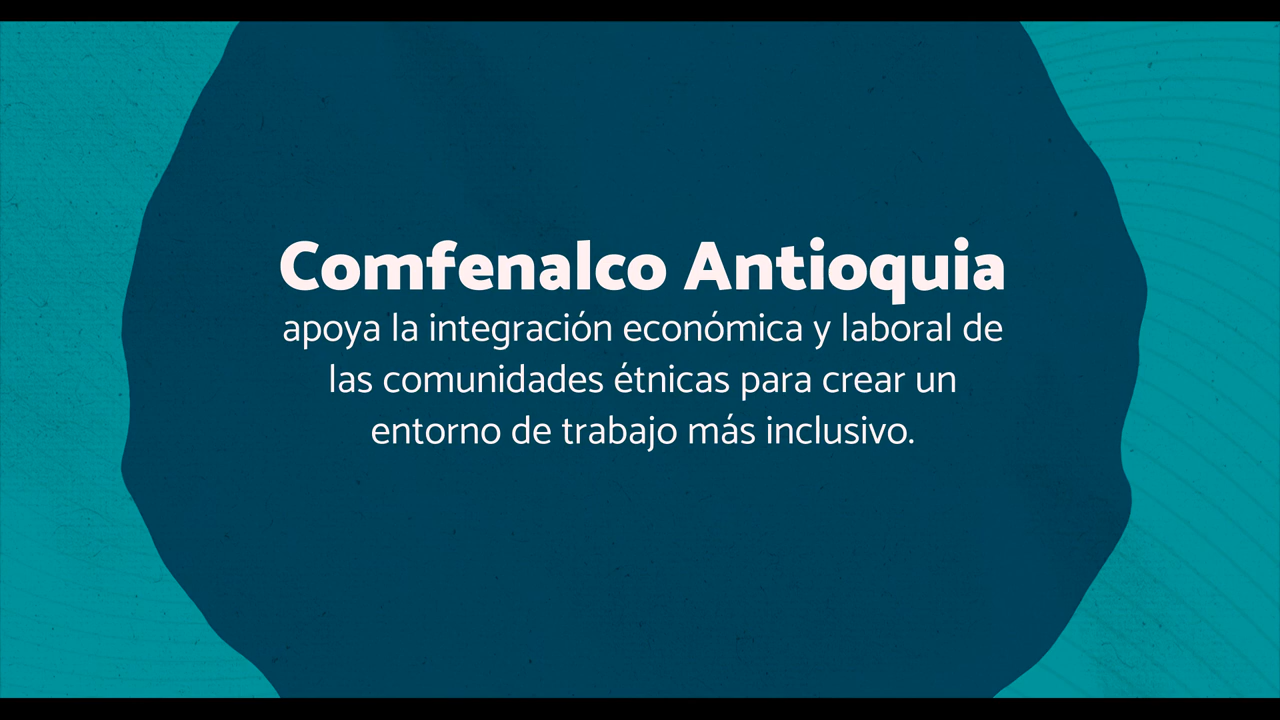 Comfenalco Antioquia
apoya la integración económica y laboral de
las comunidades étnicas para crear un
entorno de trabajo más inclusivo.